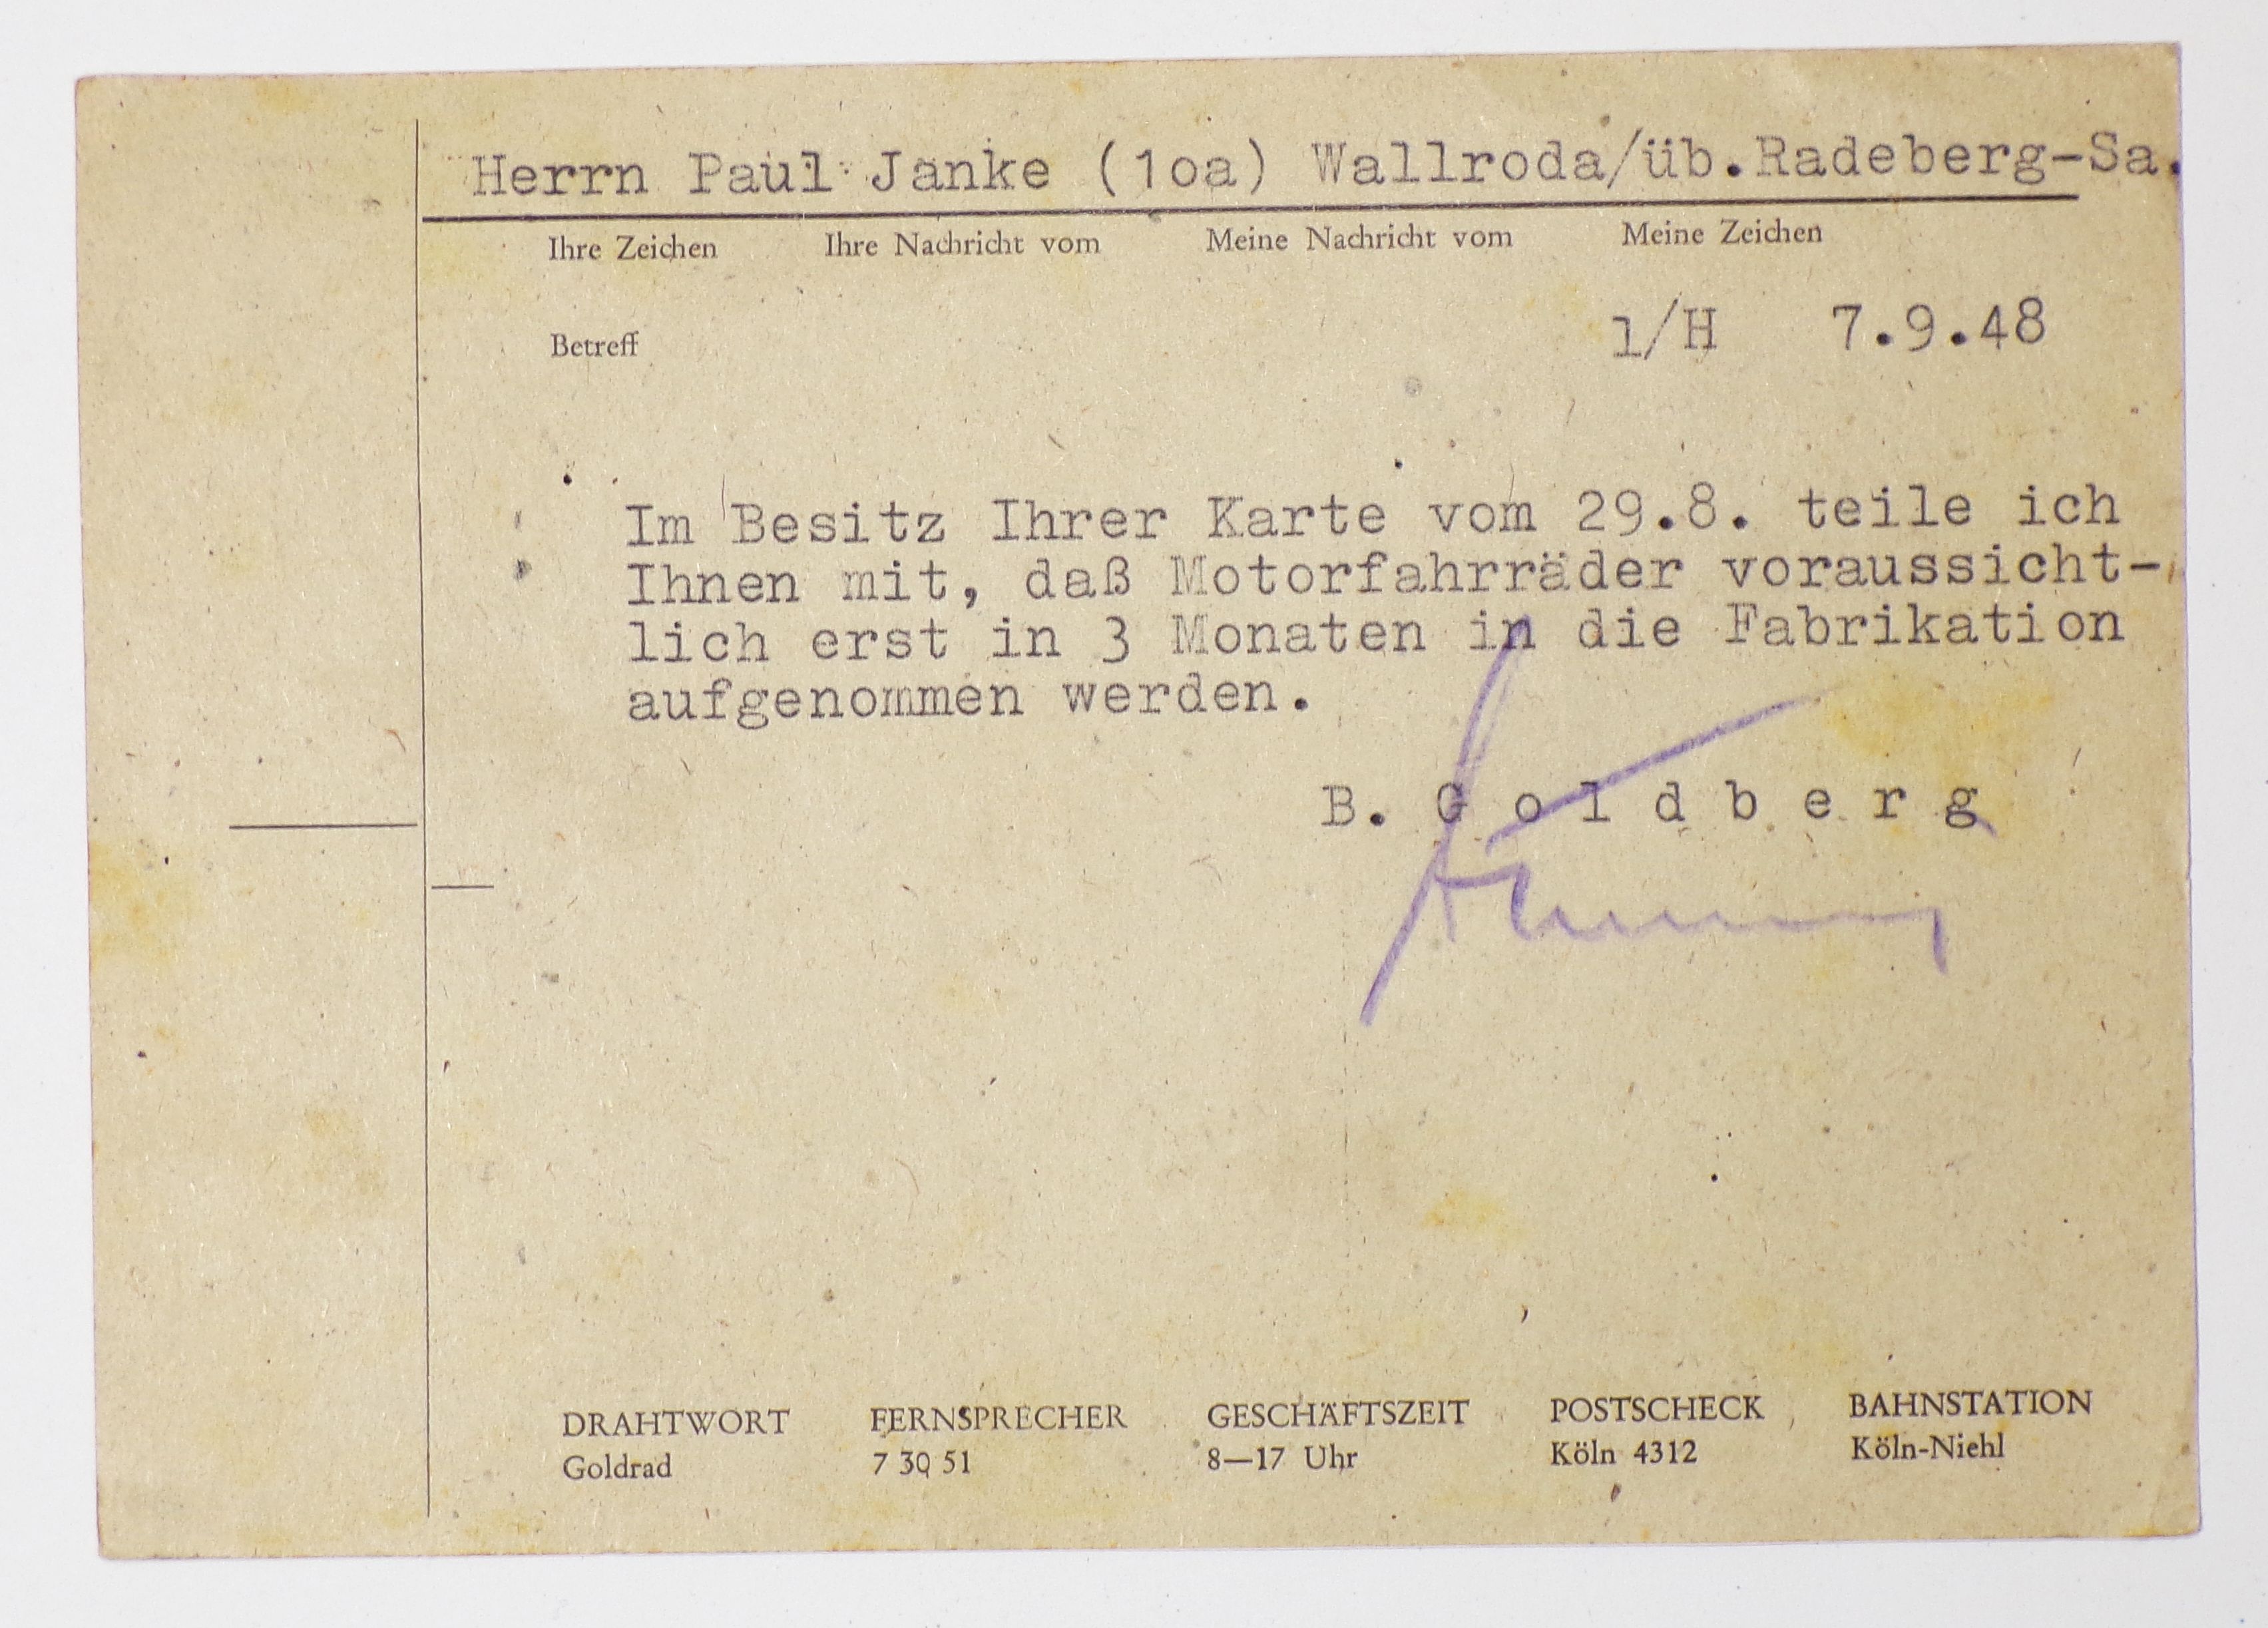 Herrn Paul Janke (1oa) Wallroda/üb.Radeberg-Sa.
Ihre Zeichen Ihre Nachricht vom Meine Nachricht vom Meine Zeichen
1/H 7.9.48
Betreff
Im Besitz Ihrer Karte vom 29.8. teile ich
Ihnen mit, daß Motorfahrräder voraussicht-
lich erst in 3 Monaten in die Fabrikation
aufgenommen werden.
B. G o l d b e r g
DRAHTWORT FERNSPRECHER GESCHÄFTSZEIT POSTSCHECK BAHNSTATION
Goldrad 7 30 51 8—17 Uhr Köln 4312 Köln-Niehl